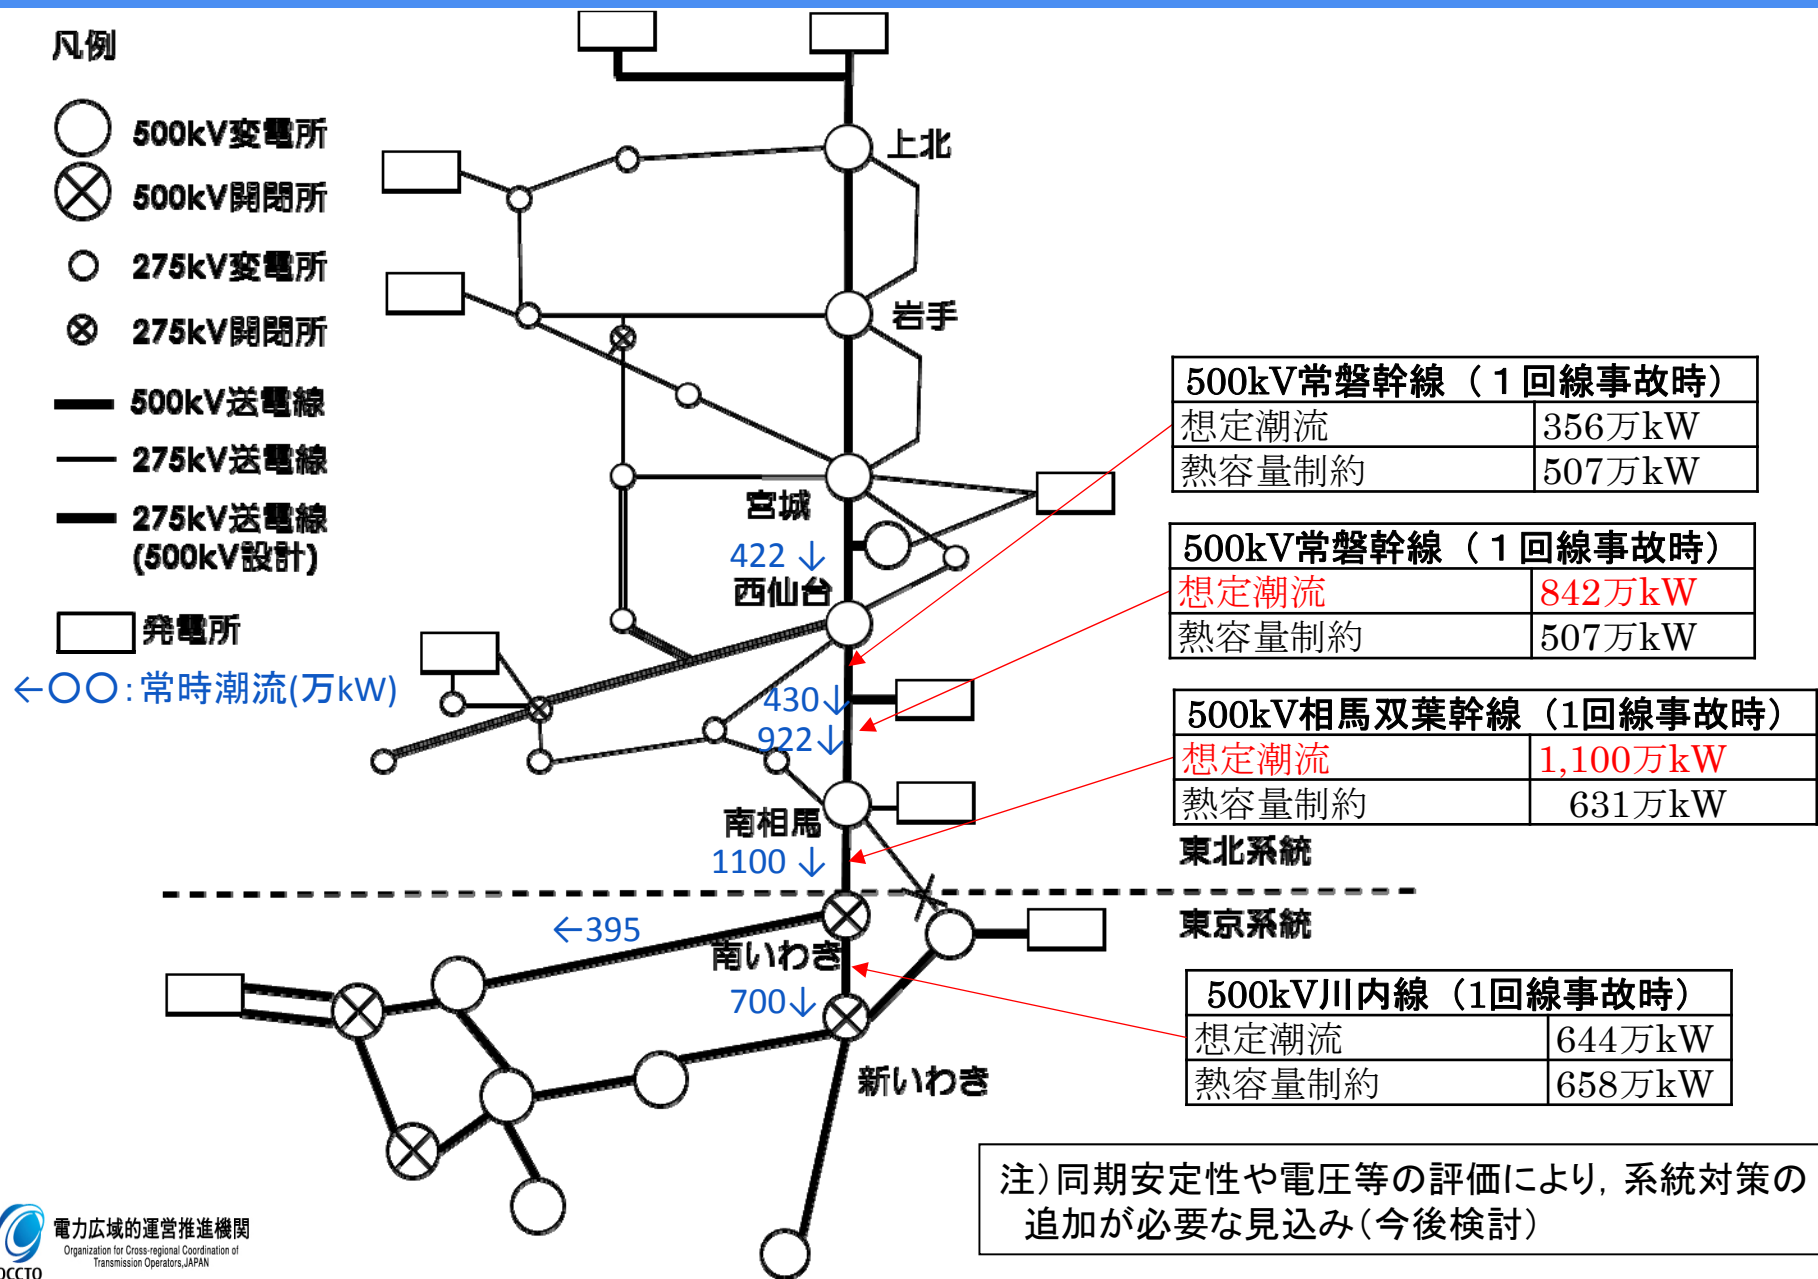 凡例
500kV変電所
500kV開閉所
275kV変電所
275kV開閉所
500kV送電線
275kV送電線
275kV送電線
(500kV設計)
発電所
←○○:常時潮流(万kW)
上北
岩手
宮城
422 ↓
西仙台
430↓
922↓
南相馬
1100 ↓
←395
南いわき
700↓
新いわき
500kV常磐幹線（１回線事故時）
想定潮流 356万kW
熱容量制約 507万kW
500kV常磐幹線（１回線事故時）
想定潮流 842万kW
熱容量制約 507万kW
500kV相馬双葉幹線（1回線事故時）
想定潮流 1,100万kW
熱容量制約 631万kW
東北系統
東京系統
500kV川内線（1回線事故時）
想定潮流 644万kW
熱容量制約 658万kW
注）同期安定性や電圧等の評価により，系統対策の
追加が必要な見込み（今後検討）
電力広域的運営推進機関
Organization for Cross-regional Coordination of
Transmission Operators,JAPAN
OCCTO